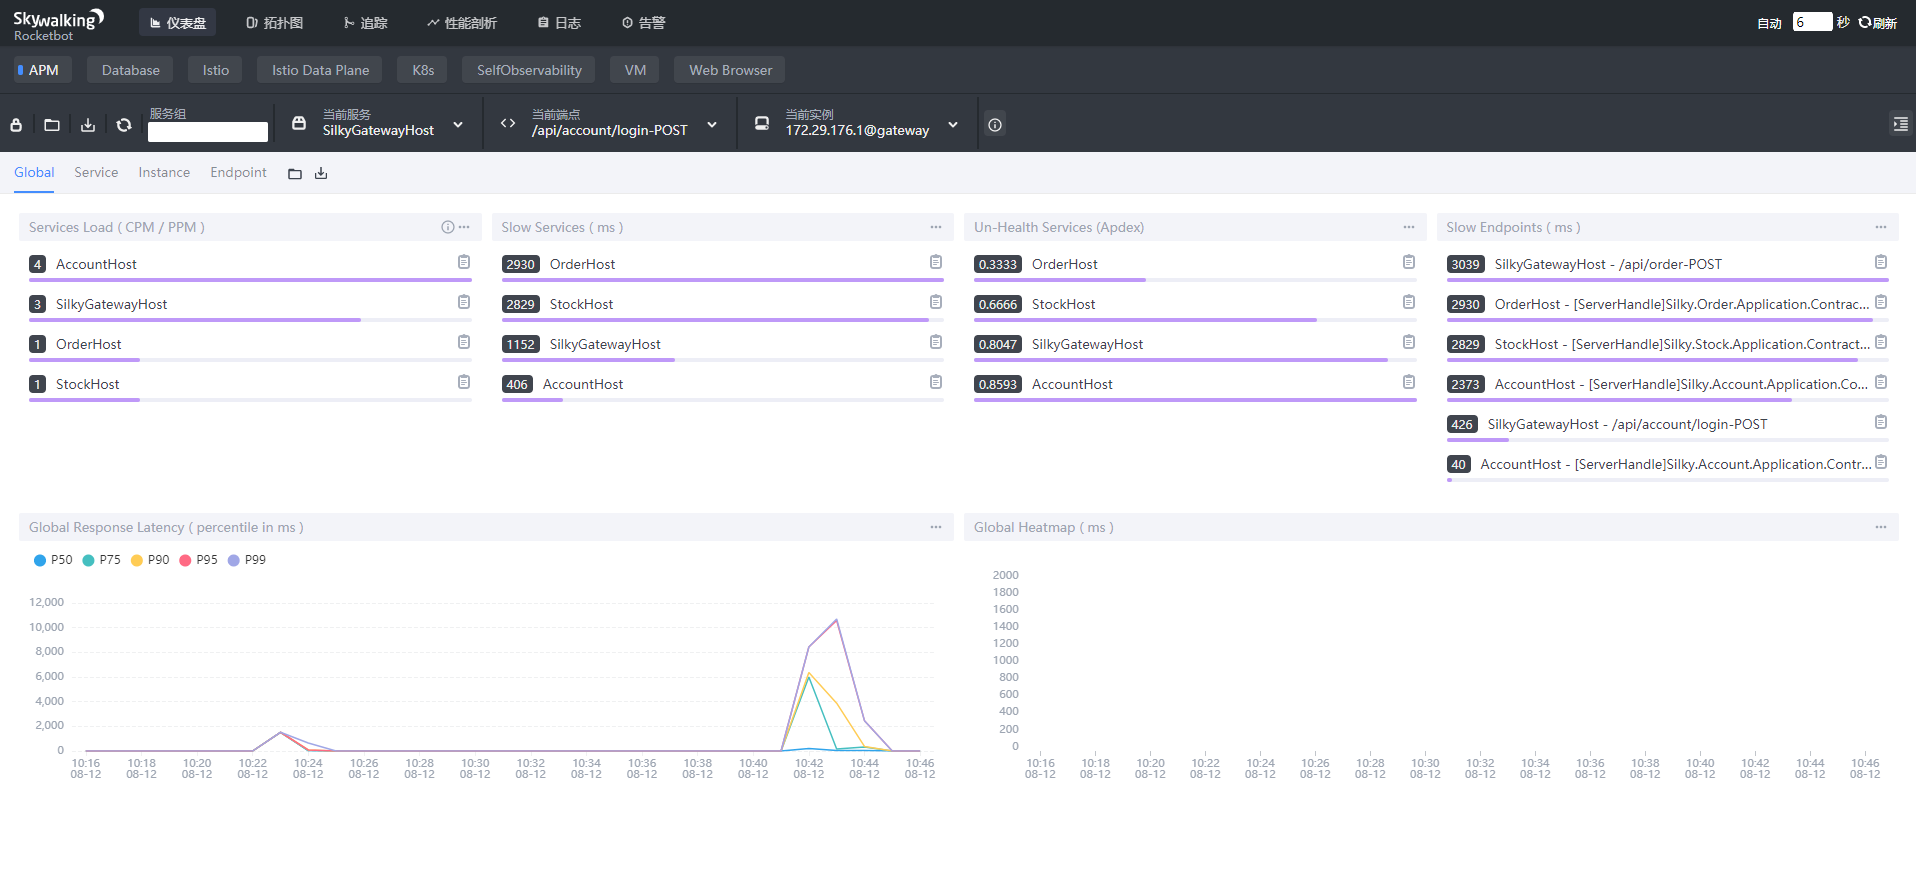 Skywalking
Rocketbot
仪表盘
拓扑图
追踪
性能剖析
日志
告警
自动 6 秒 刷新
APM
Database
Istio
Istio Data Plane
K8s
SelfObservability
VM
Web Browser
服务组
当前服务
SilkyGatewayHost
当前端点
/api/account/login-POST
当前实例
172.29.176.1@gateway
Global
Service
Instance
Endpoint
Services Load ( CPM / PPM )
4 AccountHost
3 SilkyGatewayHost
1 OrderHost
1 StockHost
Slow Services ( ms )
2930 OrderHost
2829 StockHost
1152 SilkyGatewayHost
406 AccountHost
Un-Health Services (Apdex)
0.3333 OrderHost
0.6666 StockHost
0.8047 SilkyGatewayHost
0.8593 AccountHost
Slow Endpoints ( ms )
3039 SilkyGatewayHost - /api/order-POST
2930 OrderHost - [ServerHandle]Silky.Order.Application.Contrac...
2829 StockHost - [ServerHandle]Silky.Stock.Application.Contract...
2373 AccountHost - [ServerHandle]Silky.Account.Application.Co...
426 SilkyGatewayHost - /api/account/login-POST
40 AccountHost - [ServerHandle]Silky.Account.Application.Contr...
Global Response Latency ( percentile in ms )
P50 P75 P90 P95 P99
12,000
10,000
8,000
6,000
4,000
2,000
0
10:16 10:18 10:20 10:22 10:24 10:26 10:28 10:30 10:32 10:34 10:36 10:38 10:40 10:42 10:44 10:46
08-12 08-12 08-12 08-12 08-12 08-12 08-12 08-12 08-12 08-12 08-12 08-12 08-12 08-12 08-12 08-12
Global Heatmap ( ms )
2000
1800
1600
1400
1200
1000
800
600
400
200
0
10:16 10:18 10:20 10:22 10:24 10:26 10:28 10:30 10:32 10:34 10:36 10:38 10:40 10:42 10:44 10:46
08-12 08-12 08-12 08-12 08-12 08-12 08-12 08-12 08-12 08-12 08-12 08-12 08-12 08-12 08-12 08-12